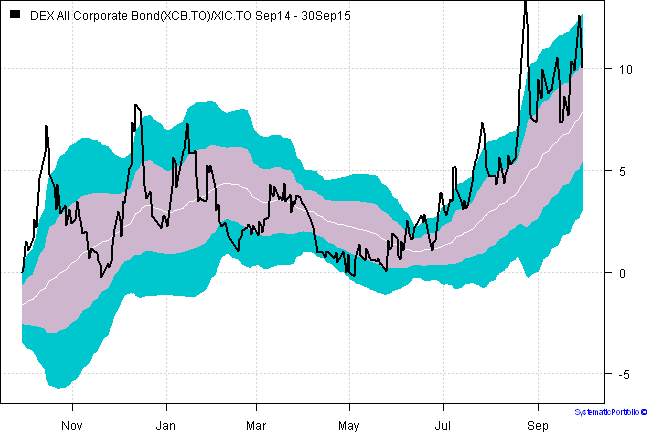 DEX All Corporate Bond(XCB.TO)/XIC.TO Sep14 - 30Sep15
10
5
0
-5
Nov Jan Mar May Jul Sep
SystematicPortfolio ©